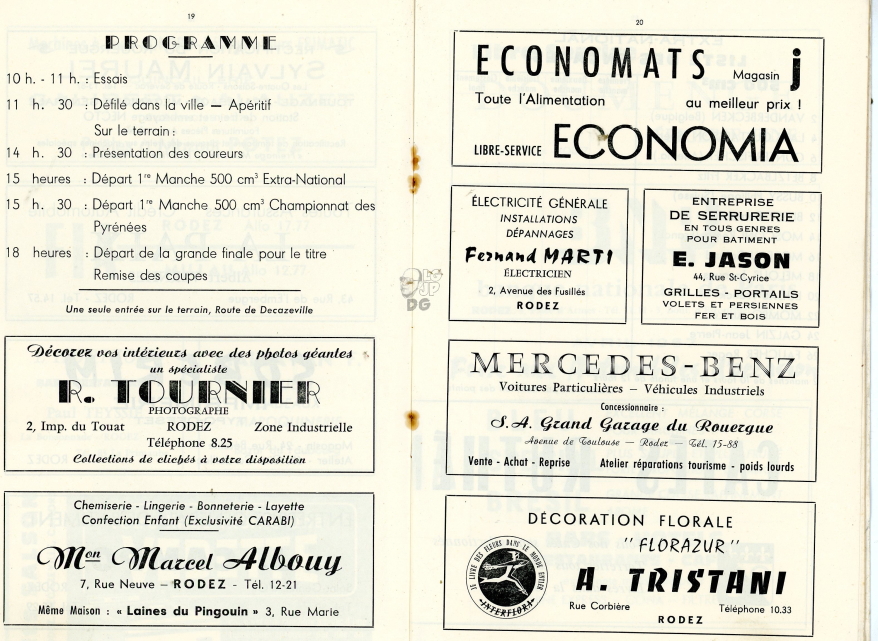 19
PROGRAMME
10 h. - 11 h. : Essais
11 h. 30 : Défilé dans la ville — Apéritif
Sur le terrain :
14 h. 30 : Présentation des coureurs
15 heures : Départ 1re Manche 500 cm³ Extra-National
15 h. 30 : Départ 1re Manche 500 cm³ Championnat des
Pyrénées
18 heures : Départ de la grande finale pour le titre
Remise des coupes
Une seule entrée sur le terrain, Route de Decazeville
Décorez vos intérieurs avec des photos géantes
un spécialiste
R. TOURNIER
PHOTOGRAPHE
2, Imp. du Touat RODEZ Zone Industrielle
Téléphone 8.25
Collections de clichés à votre disposition
Chemiserie - Lingerie - Bonneterie - Layette
Confection Enfant (Exclusivité CARABI)
Mon Marcel Albouy
7, Rue Neuve - RODEZ - Tél. 12-21
Même Maison : « Laines du Pingouin » 3, Rue Marie
20
ECONOMATS Magasin j
Toute l'Alimentation au meilleur prix !
LIBRE-SERVICE ECONOMIA
ÉLECTRICITÉ GÉNÉRALE
INSTALLATIONS
DÉPANNAGES
Fernand MARTI
ÉLECTRICIEN
2, Avenue des Fusillés
RODEZ
ENTREPRISE
DE SERRURERIE
EN TOUS GENRES
POUR BATIMENT
E. JASON
44, Rue St-Cyrice
GRILLES - PORTAILS
VOLETS ET PERSIENNES
FER ET BOIS
MERCEDES-BENZ
Voitures Particulières — Véhicules Industriels
Concessionnaire :
S.A. Grand Garage du Rouergue
Avenue de Toulouse — Rodez — Tél. 15-88
Vente - Achat - Reprise Atelier réparations tourisme - poids lourds
DÉCORATION FLORALE
"FLORAZUR"
JE LIVRE DES FLEURS DANS LE MONDE ENTIER
INTERFLORA
A. TRISTANI
Rue Corbière Téléphone 10.33
RODEZ